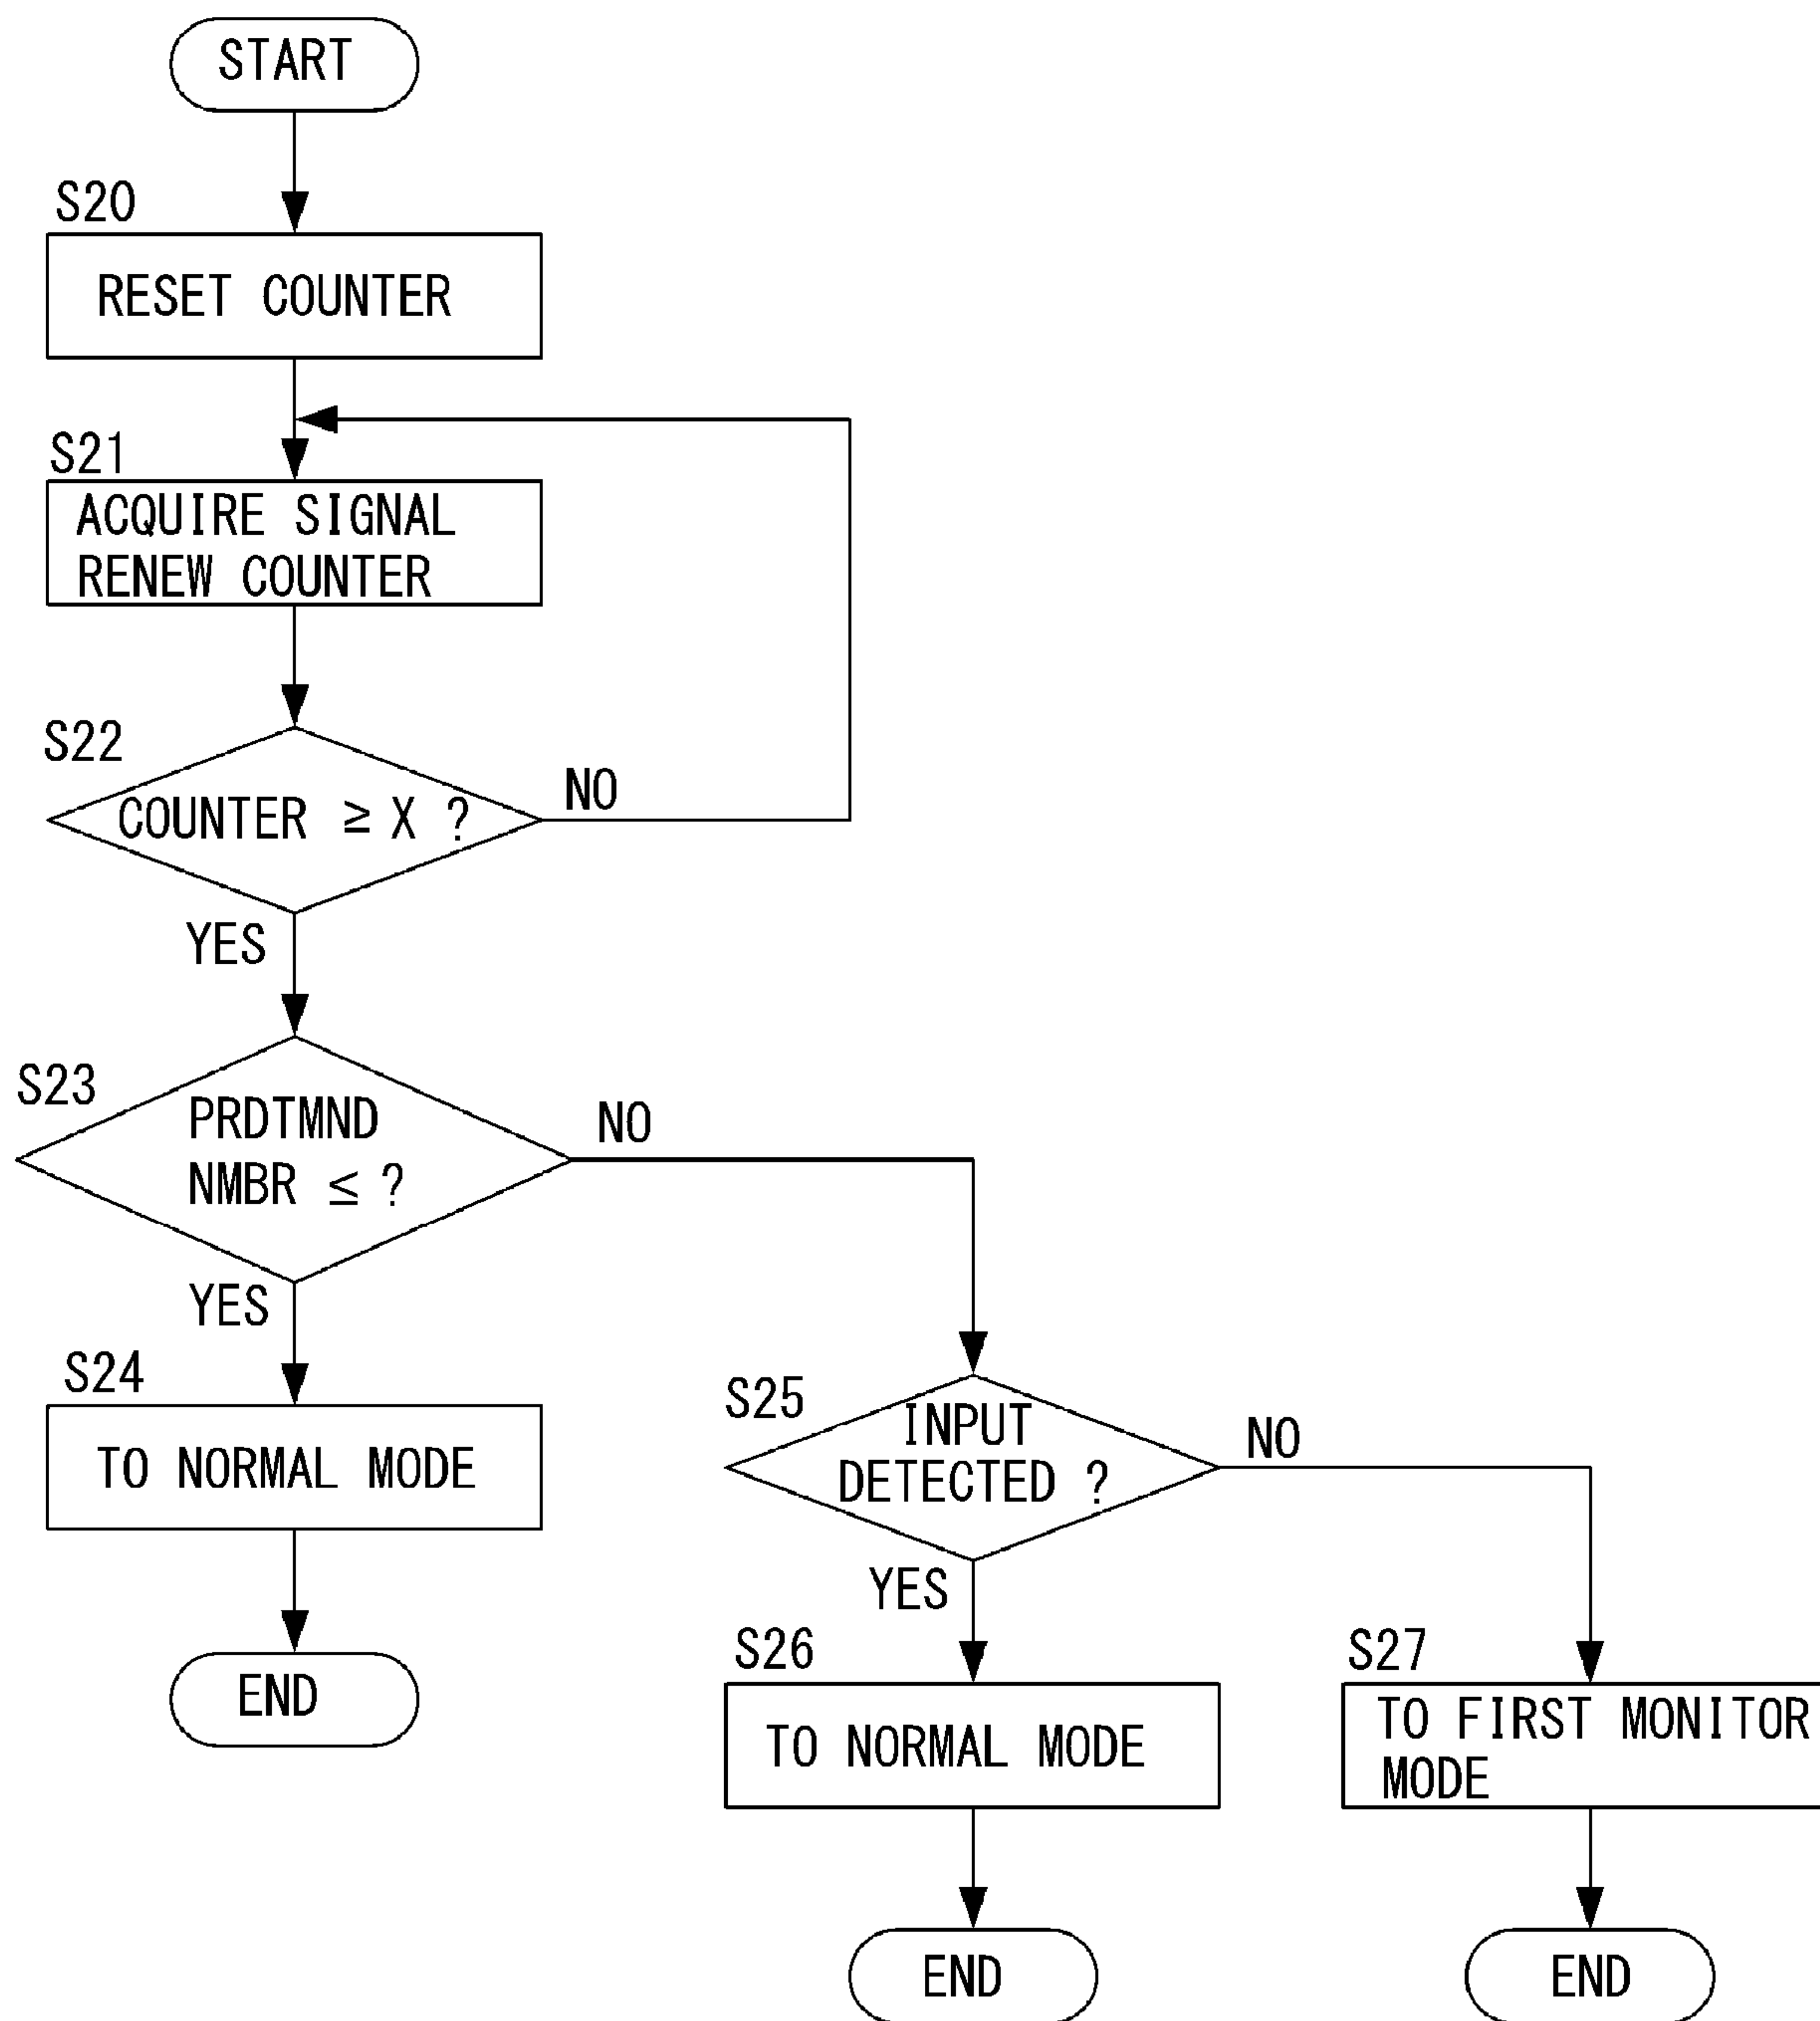 START
S20
RESET COUNTER
S21
ACQUIRE SIGNAL
RENEW COUNTER
S22
COUNTER ≥ X ?
NO
YES
S23
PRDTMND
NMBR ≤ ?
NO
YES
S24
TO NORMAL MODE
END
S25
INPUT
DETECTED ?
NO
YES
S26
TO NORMAL MODE
END
S27
TO FIRST MONITOR
MODE
END